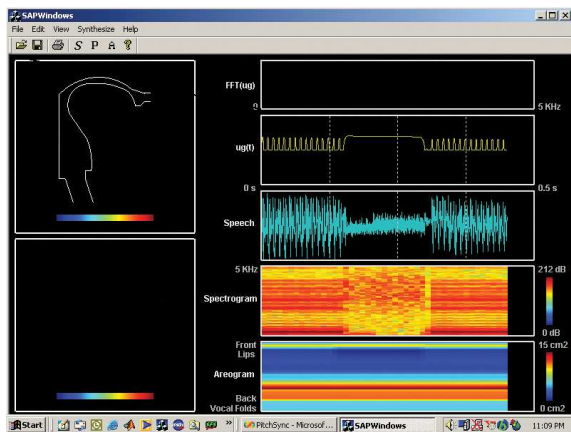 SAPWindows
File Edit View Synthesize Help
S P A ?
FFT(ug)
0 5 KHz
ug(t)
0 s 0.5 s
Speech
5 KHz 212 dB
Spectrogram
0 dB
Front 15 cm2
Lips
Areogram
Back
Vocal Folds 0 cm2
Start » PitchSync - Microsof... SAPWindows 11:09 PM